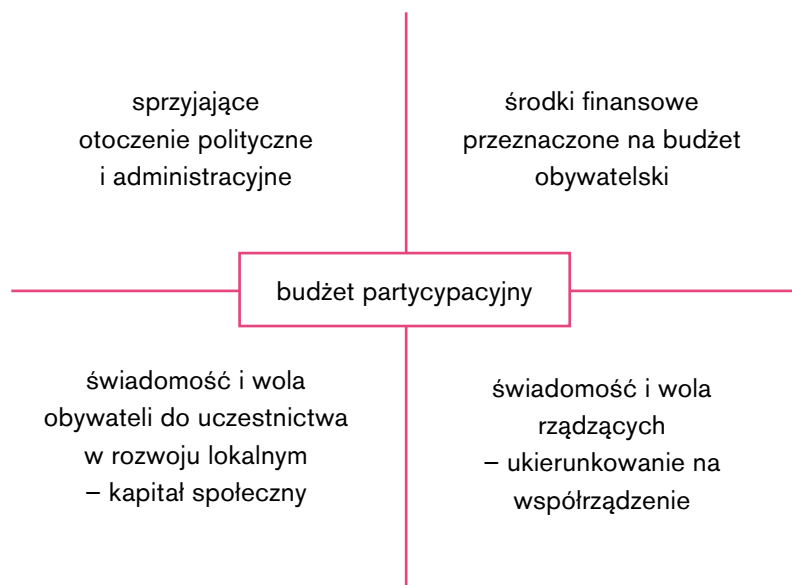 sprzyjające
otoczenie polityczne
i administracyjne
środki finansowe
przeznaczone na budżet
obywatelski
budżet partycypacyjny
świadomość i wola
obywateli do uczestnictwa
w rozwoju lokalnym
– kapitał społeczny
świadomość i wola
rządzących
– ukierunkowanie na
współrządzenie